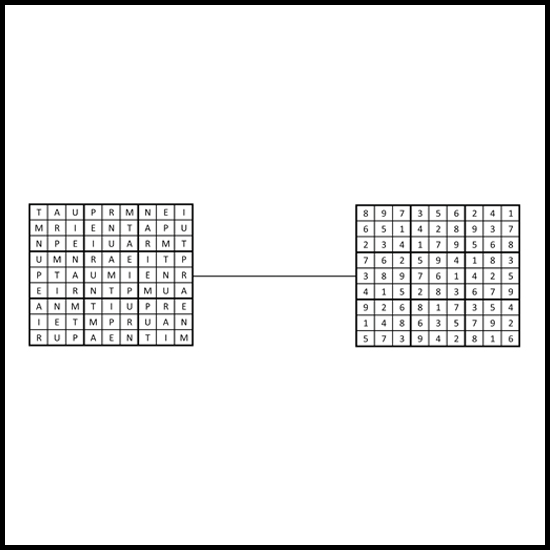 T A U P R M N E I
M R I E N T A P U
N P E I U A R M T
U M N R A E I T P
P T A U M I E N R
E I R N T P M U A
A N M T I U P R E
I E T M P R U A N
R U P A E N T I M
8 9 7 3 5 6 2 4 1
6 5 1 4 2 8 9 3 7
2 3 4 1 7 9 5 6 8
7 6 2 5 9 4 1 8 3
3 8 9 7 6 1 4 2 5
4 1 5 2 8 3 6 7 9
9 2 6 8 1 7 3 5 4
1 4 8 6 3 5 7 9 2
5 7 3 9 4 2 8 1 6